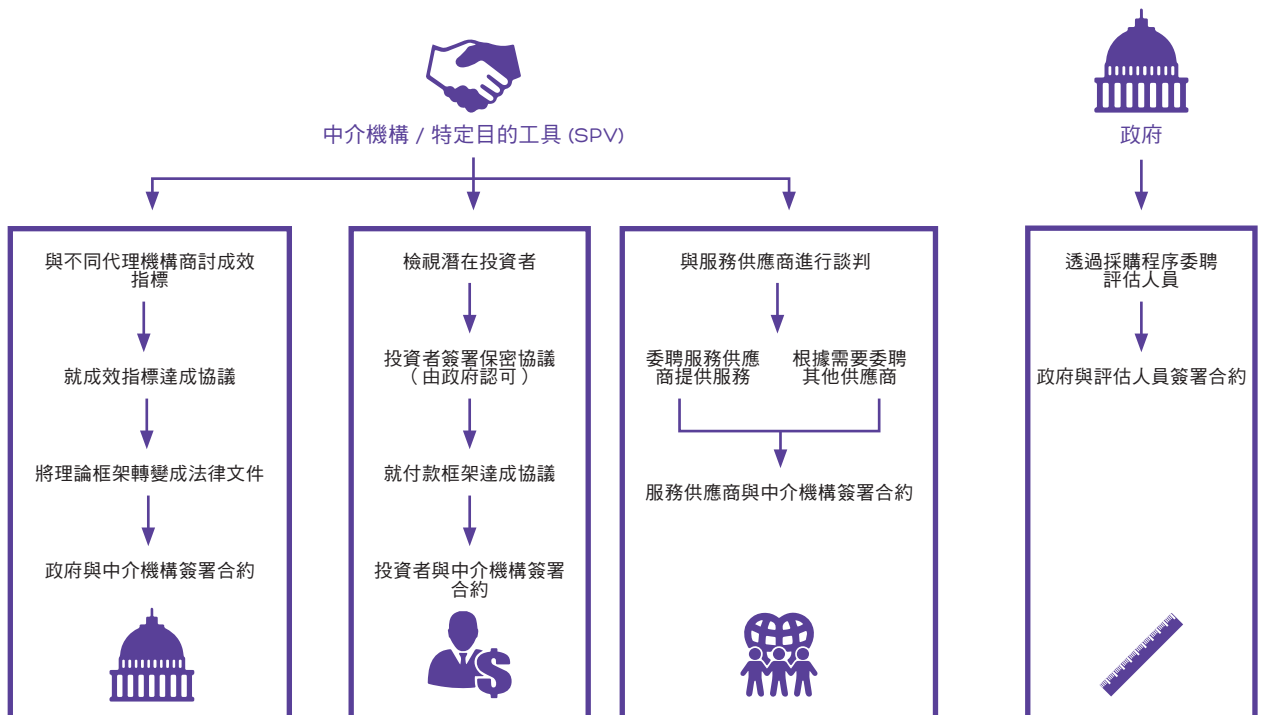 中介機構 / 特定目的工具 (SPV)
政府
與不同代理機構商討成效
指標
就成效指標達成協議
將理論框架轉變成法律文件
政府與中介機構簽署合約
檢視潛在投資者
投資者簽署保密協議
（由政府認可）
就付款框架達成協議
投資者與中介機構簽署
合約
與服務供應商進行談判
委聘服務供應
商提供服務
根據需要委聘
其他供應商
服務供應商與中介機構簽署合約
透過採購程序委聘
評估人員
政府與評估人員簽署合約